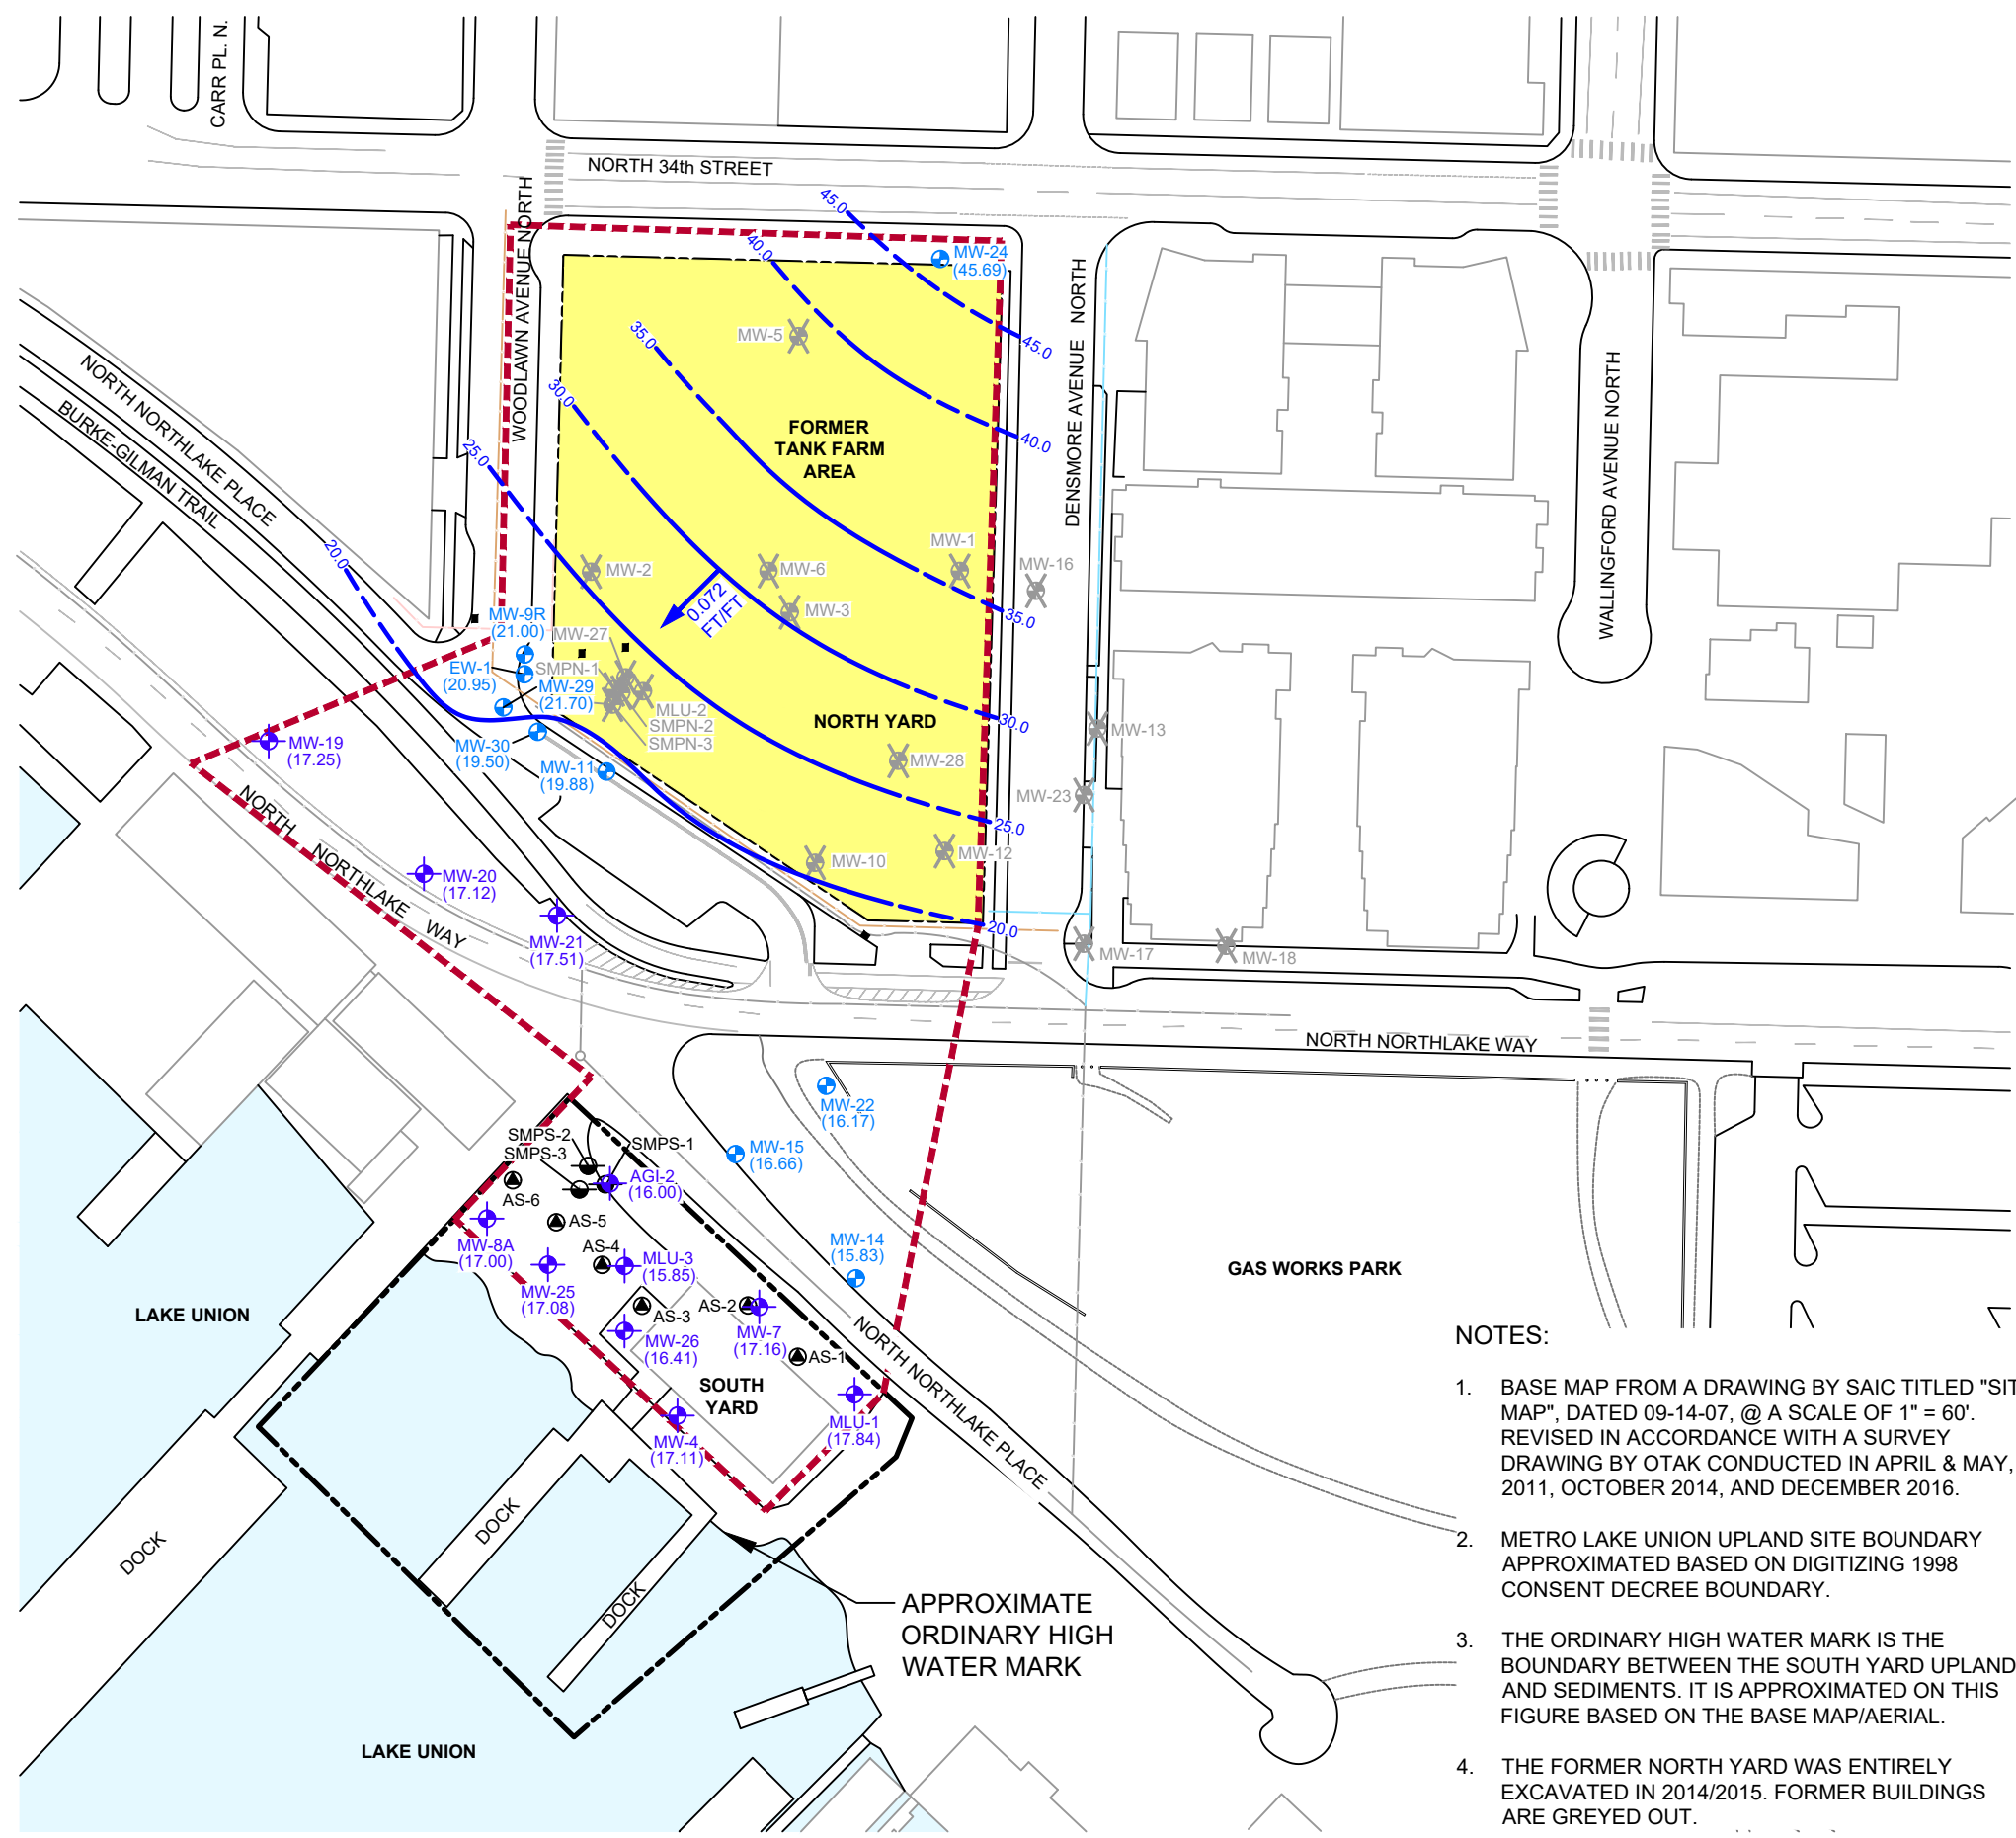 CARR PL. N.
NORTH 34th STREET
WOODLAWN AVENUE NORTH
45.0
40.0
MW-24
(45.69)
DENSMORE AVENUE NORTH
35.0
MW-5
45.0
NORTH NORTHLAKE PLACE
BURKE-GILMAN TRAIL
30.0
FORMER
TANK FARM
AREA
40.0
WALLINGFORD AVENUE NORTH
25.0
20.0
MW-2
MW-6
MW-1
MW-16
0.072
FT/FT
MW-3
35.0
MW-9R
(21.00)
MW-27
EW-1
(20.95)
SMPN-1
MW-29
(21.70)
MLU-2
SMPN-2
SMPN-3
NORTH YARD
30.0
MW-13
MW-19
(17.25)
MW-30
(19.50)
MW-11
(19.88)
MW-28
MW-23
25.0
NORTH NORTHLAKE WAY
MW-20
(17.12)
MW-10
MW-12
MW-21
(17.51)
20.0
MW-17
MW-18
NORTH NORTHLAKE WAY
MW-22
(16.17)
SMPS-2
SMPS-3
SMPS-1
MW-15
(16.66)
AGI-2
(16.00)
AS-6
AS-5
MW-8A
(17.00)
AS-4
MLU-3
(15.85)
MW-14
(15.83)
GAS WORKS PARK
MW-25
(17.08)
AS-3
AS-2
MW-7
(17.16)
LAKE UNION
MW-26
(16.41)
AS-1
NORTH NORTHLAKE PLACE
SOUTH
YARD
MLU-1
(17.84)
MW-4
(17.11)
DOCK
DOCK
DOCK
APPROXIMATE
ORDINARY HIGH
WATER MARK
LAKE UNION
NOTES:
1. BASE MAP FROM A DRAWING BY SAIC TITLED "SIT
MAP", DATED 09-14-07, @ A SCALE OF 1" = 60'.
REVISED IN ACCORDANCE WITH A SURVEY
DRAWING BY OTAK CONDUCTED IN APRIL & MAY,
2011, OCTOBER 2014, AND DECEMBER 2016.
2. METRO LAKE UNION UPLAND SITE BOUNDARY
APPROXIMATED BASED ON DIGITIZING 1998
CONSENT DECREE BOUNDARY.
3. THE ORDINARY HIGH WATER MARK IS THE
BOUNDARY BETWEEN THE SOUTH YARD UPLAND
AND SEDIMENTS. IT IS APPROXIMATED ON THIS
FIGURE BASED ON THE BASE MAP/AERIAL.
4. THE FORMER NORTH YARD WAS ENTIRELY
EXCAVATED IN 2014/2015. FORMER BUILDINGS
ARE GREYED OUT.